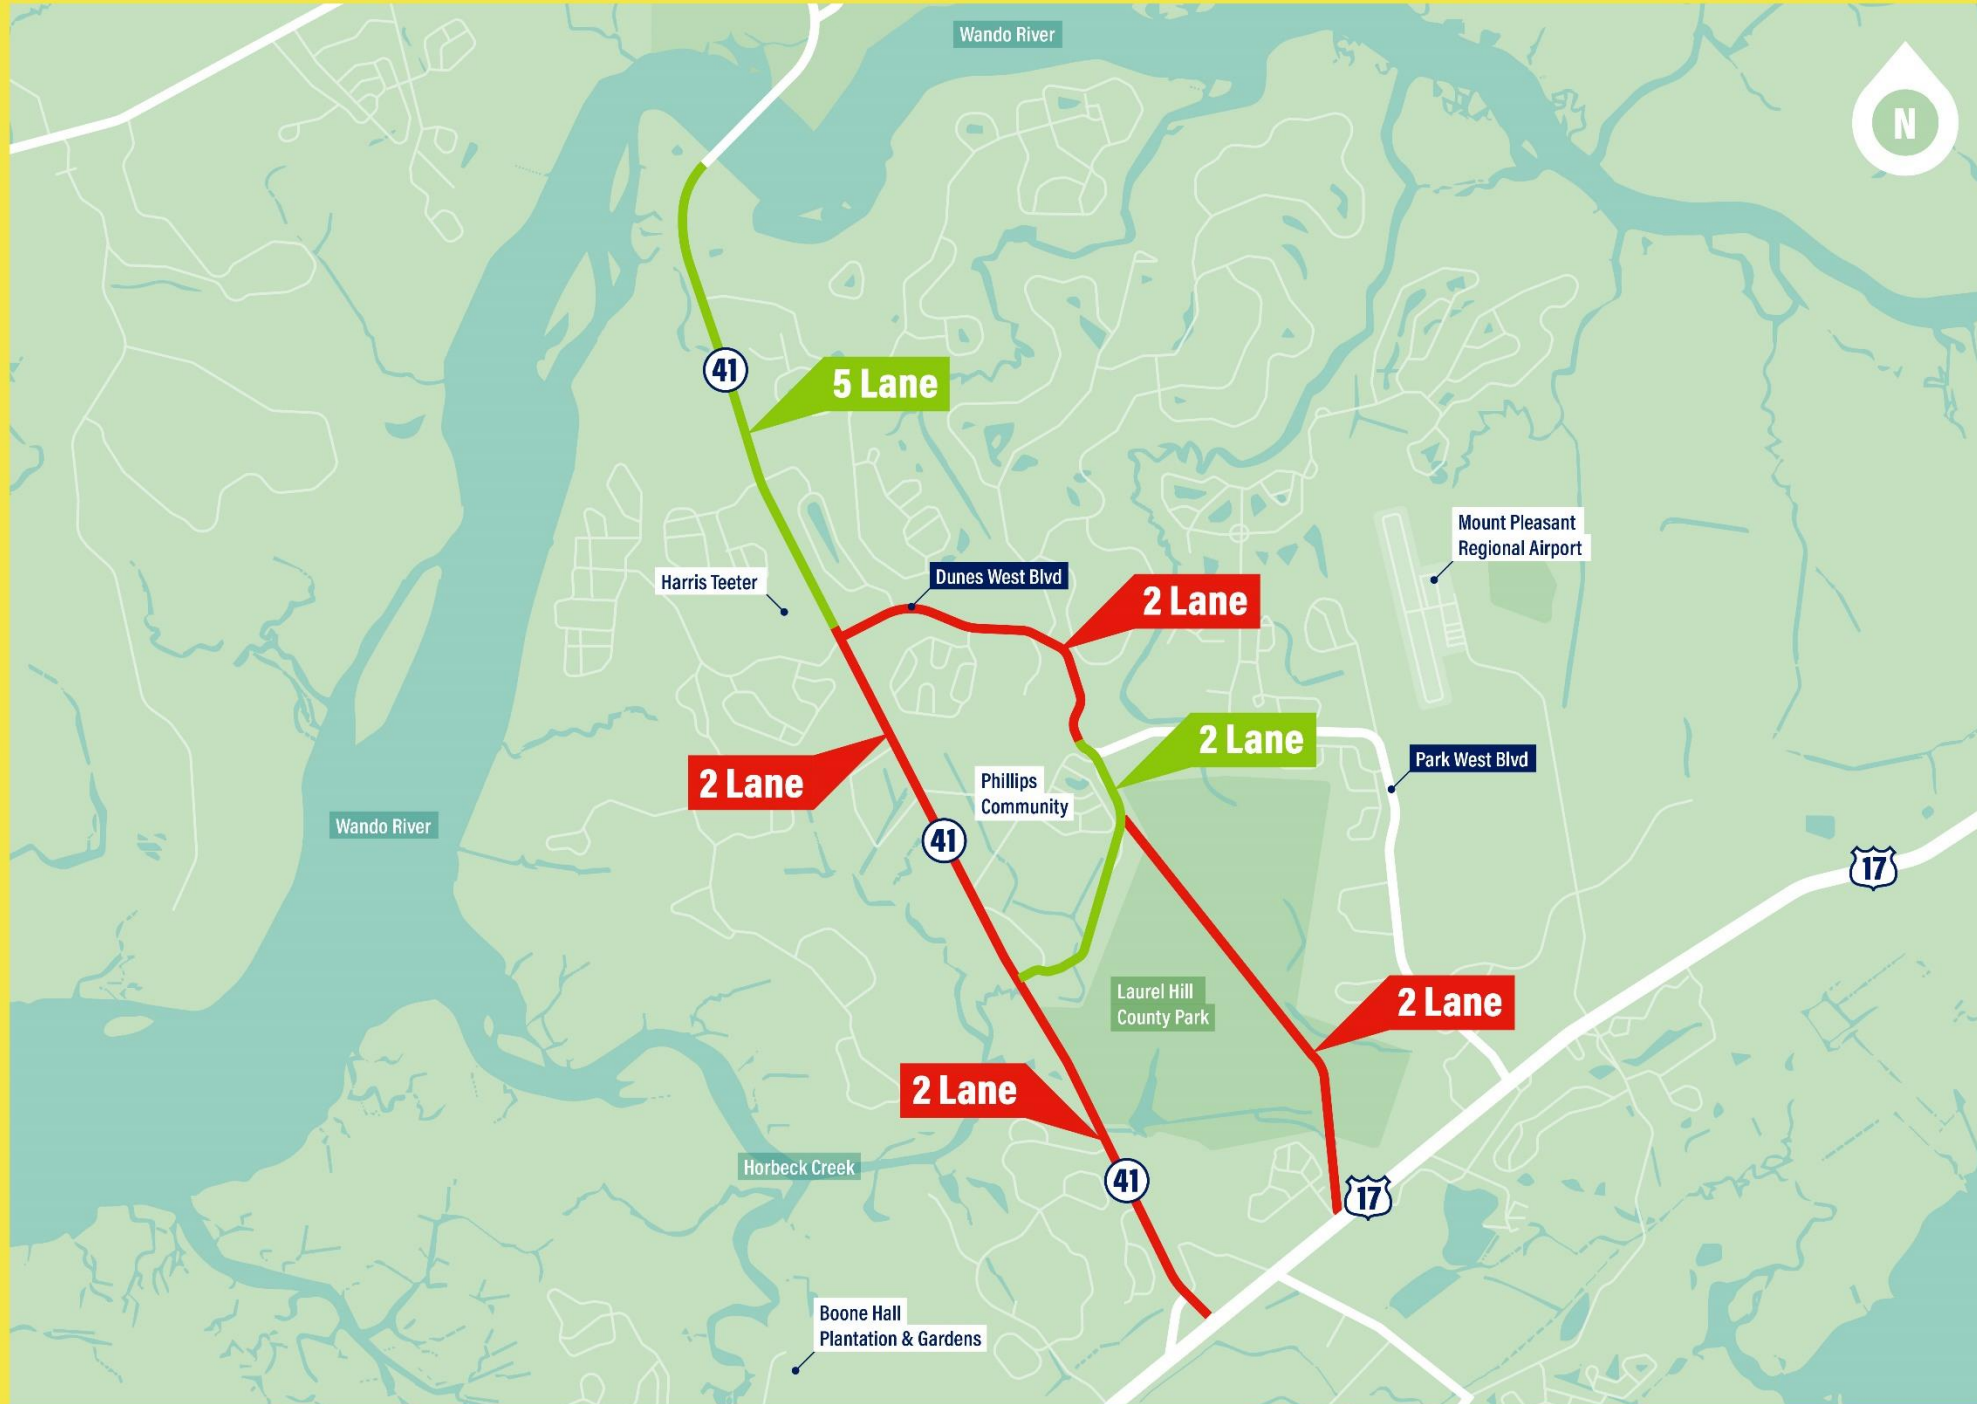 Wando River
N
41
5 Lane
Mount Pleasant
Regional Airport
Harris Teeter
Dunes West Blvd
2 Lane
2 Lane
Park West Blvd
2 Lane
Phillips
Community
Wando River
41
17
Laurel Hill
County Park
2 Lane
2 Lane
Horbeck Creek
41
17
Boone Hall
Plantation & Gardens